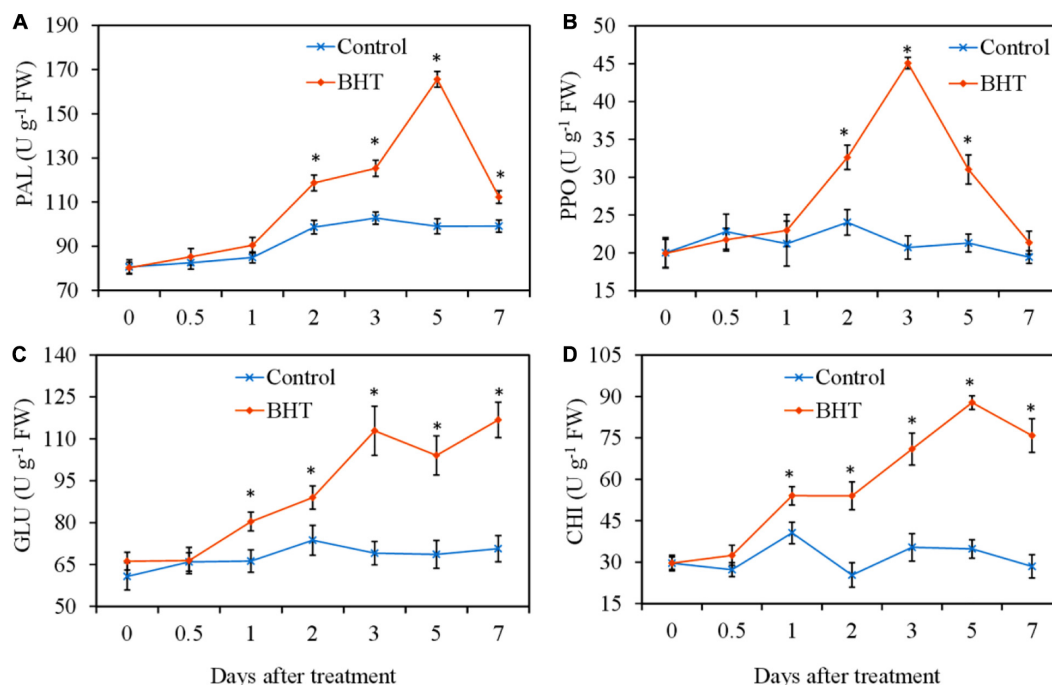 A
PAL (U g⁻¹ FW)
190
170
150
130
110
90
70
Control
BHT
*
*
*
*
0 0.5 1 2 3 5 7
B
PPO (U g⁻¹ FW)
50
45
40
35
30
25
20
15
Control
BHT
*
*
*
0 0.5 1 2 3 5 7
C
GLU (U g⁻¹ FW)
140
125
110
95
80
65
50
Control
BHT
*
*
*
*
*
0 0.5 1 2 3 5 7
Days after treatment
D
CHI (U g⁻¹ FW)
105
90
75
60
45
30
15
Control
BHT
*
*
*
*
*
0 0.5 1 2 3 5 7
Days after treatment